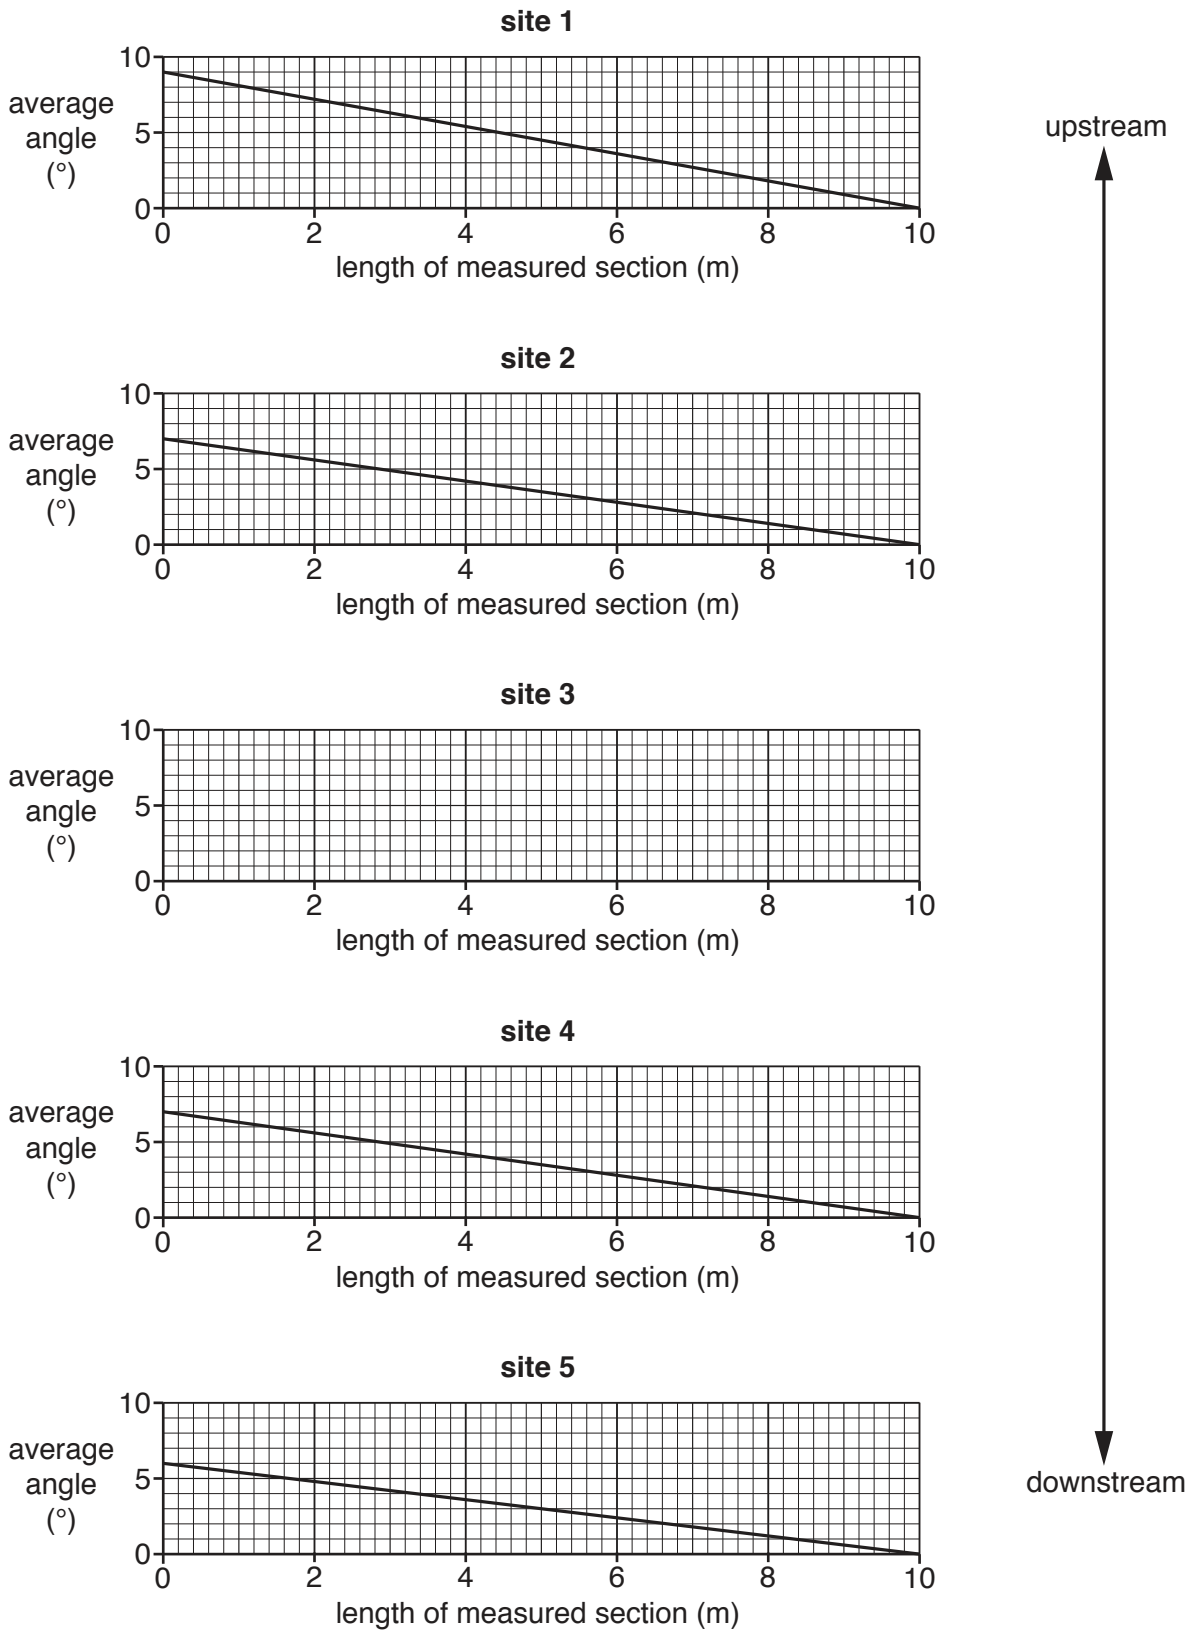 site 1
10
average
angle
(°)
5
0
0 2 4 6 8 10
length of measured section (m)
upstream
site 2
10
average
angle
(°)
5
0
0 2 4 6 8 10
length of measured section (m)
site 3
10
average
angle
(°)
5
0
0 2 4 6 8 10
length of measured section (m)
site 4
10
average
angle
(°)
5
0
0 2 4 6 8 10
length of measured section (m)
site 5
10
average
angle
(°)
5
0
0 2 4 6 8 10
length of measured section (m)
downstream